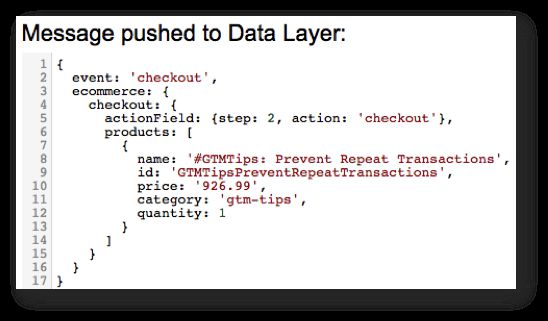 Message pushed to Data Layer:
1 {
2 event: 'checkout',
3 ecommerce: {
4 checkout: {
5 actionField: {step: 2, action: 'checkout'},
6 products: [
7 {
8 name: '#GTMTips: Prevent Repeat Transactions',
9 id: 'GTMTipsPreventRepeatTransactions',
10 price: '926.99',
11 category: 'gtm-tips',
12 quantity: 1
13 }
14 ]
15 }
16 }
17 }